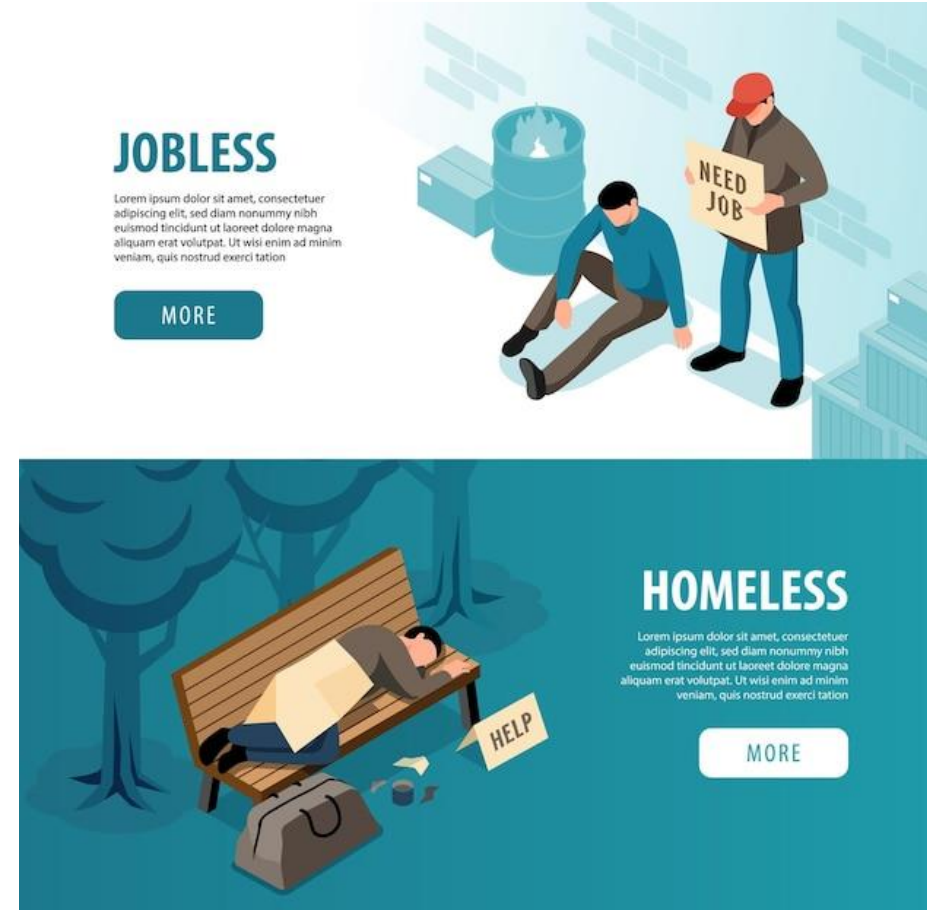 JOBLESS
Lorem ipsum dolor sit amet, consectetuer
adipiscing elit, sed diam nonummy nibh
euismod tincidunt ut laoreet dolore magna
aliquam erat volutpat. Ut wisi enim ad minim
veniam, quis nostrud exerci tation
MORE
NEED
JOB
HOMELESS
Lorem ipsum dolor sit amet, consectetuer
adipiscing elit, sed diam nonummy nibh
euismod tincidunt ut laoreet dolore magna
aliquam erat volutpat. Ut wisi enim ad minim
veniam, quis nostrud exerci tation
MORE
HELP